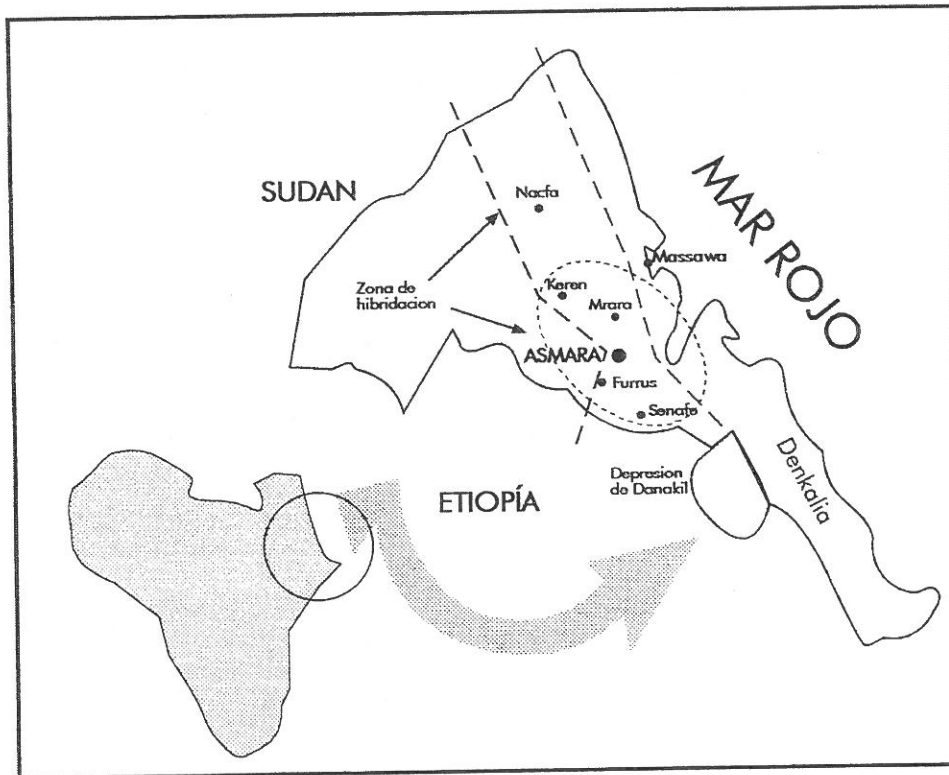 SUDAN
MAR ROJO
Nacfa
Massawa
Zona de
hibridacion
Keren
Mrara
ASMARA
Furrus
Senafe
Depresion
de Danakil
Denkalia
ETIOPÍA